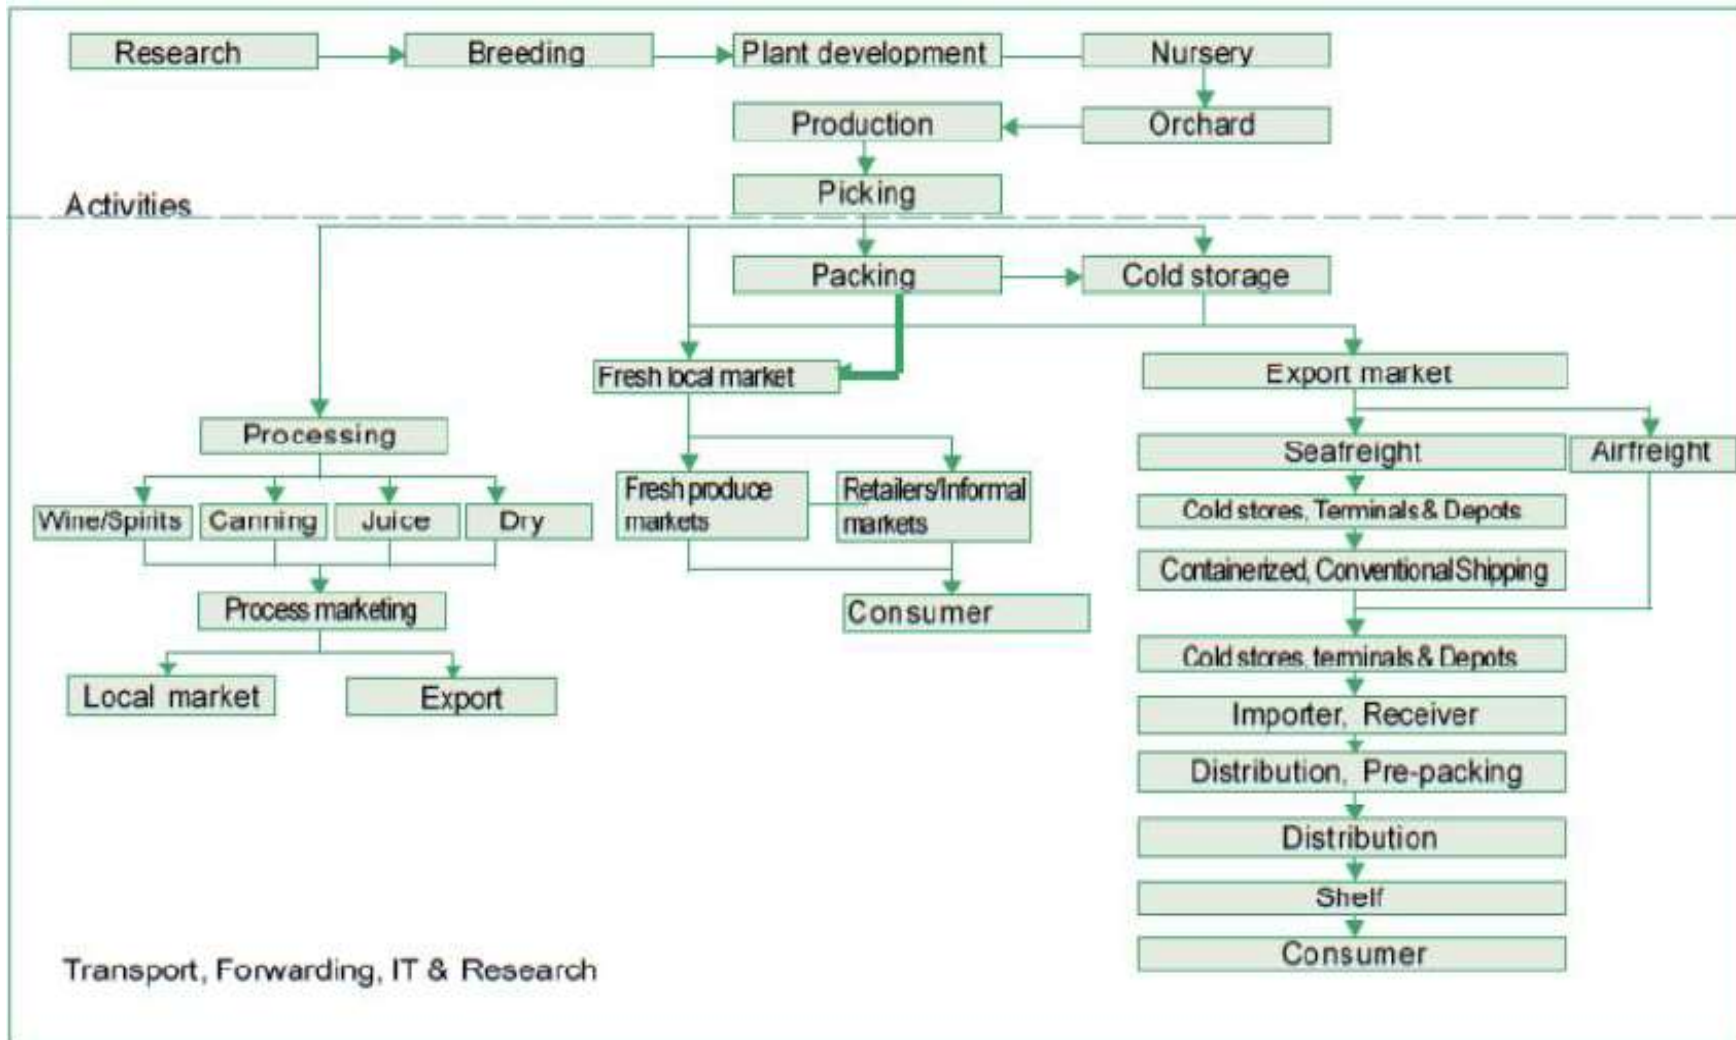 Research
Breeding
Plant development
Nursery
Production
Orchard
Picking
Activities
Packing
Cold storage
Fresh local market
Export market
Processing
Seafreight
Airfreight
Fresh produce
markets
Retailers/Informal
markets
Wine/Spirits
Canning
Juice
Dry
Cold stores, Terminals & Depots
Containerized, Conventional Shipping
Process marketing
Consumer
Cold stores, terminals & Depots
Local market
Export
Importer, Receiver
Distribution, Pre-packing
Distribution
Shelf
Consumer
Transport, Forwarding, IT & Research